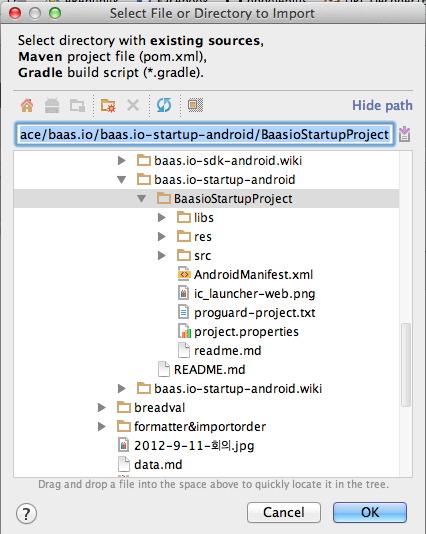 Select File or Directory to Import
Select directory with existing sources,
Maven project file (pom.xml),
Gradle build script (*.gradle).
Hide path
ace/baas.io/baas.io-startup-android/BaasioStartupProject
baas.io-sdk-android.wiki
baas.io-startup-android
BaasioStartupProject
libs
res
src
AndroidManifest.xml
ic_launcher-web.png
proguard-project.txt
project.properties
readme.md
README.md
baas.io-startup-android.wiki
breadval
formatter&importorder
2012-9-11-회의.jpg
data.md
Drag and drop a file into the space above to quickly locate it in the tree.
?
Cancel
OK